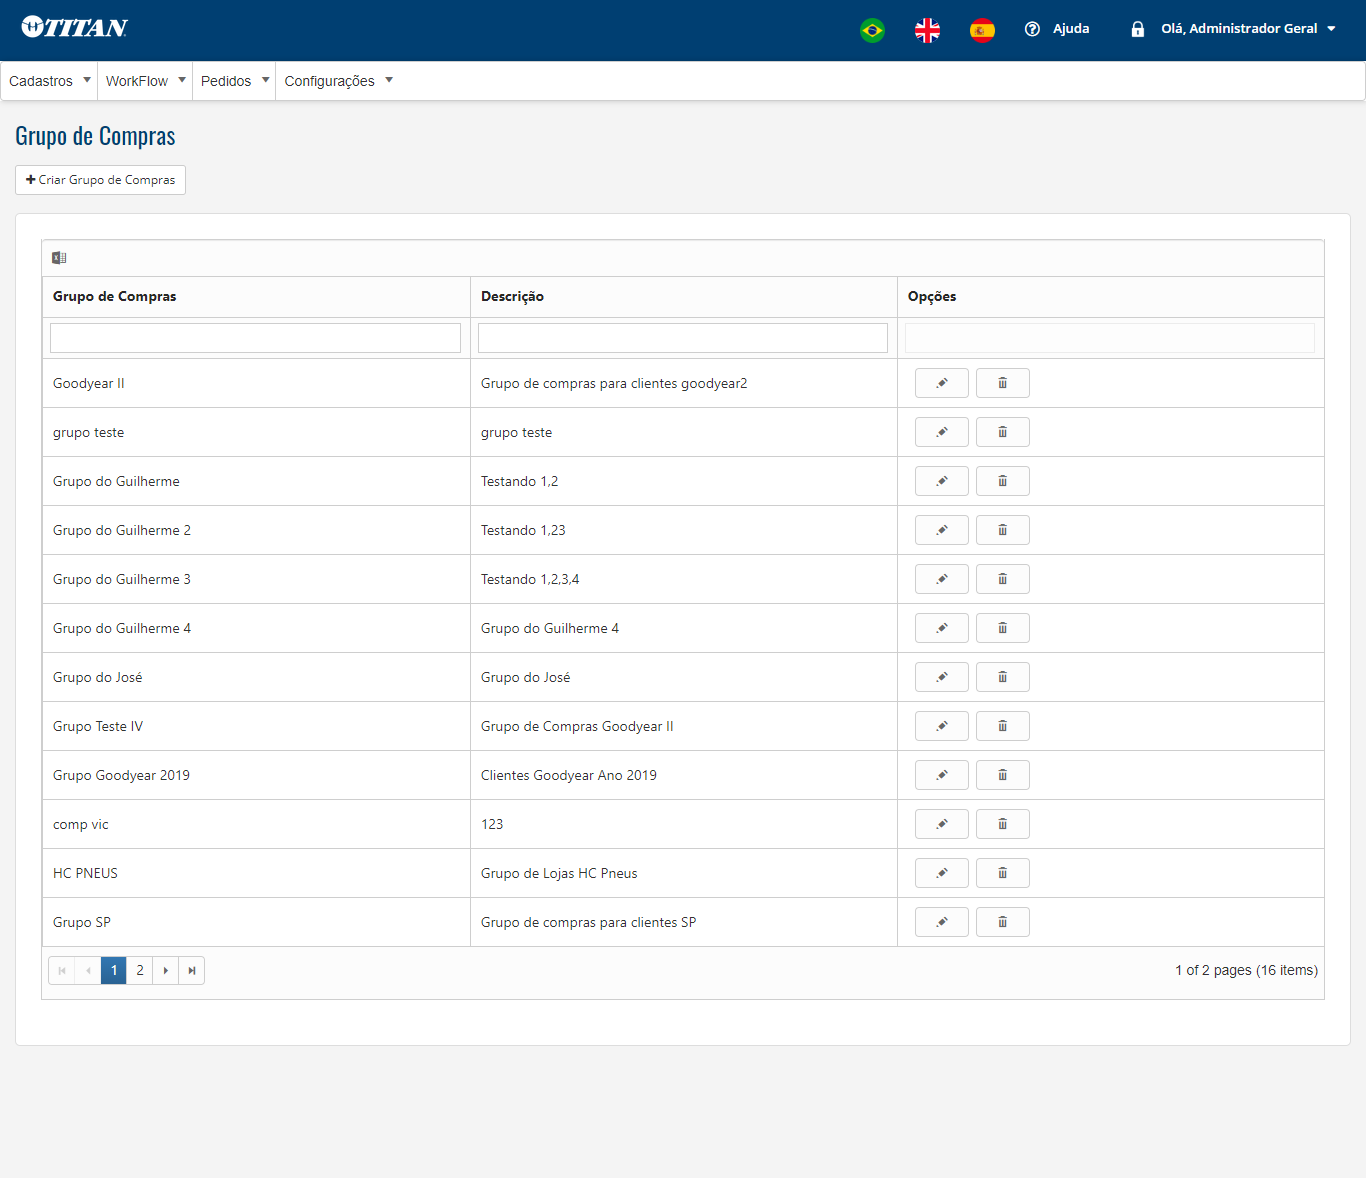 TITAN
Ajuda
Olá, Administrador Geral
Cadastros WorkFlow Pedidos Configurações
Grupo de Compras
Criar Grupo de Compras
Grupo de Compras Descrição Opções
Goodyear II Grupo de compras para clientes goodyear2
grupo teste grupo teste
Grupo do Guilherme Testando 1,2
Grupo do Guilherme 2 Testando 1,23
Grupo do Guilherme 3 Testando 1,2,3,4
Grupo do Guilherme 4 Grupo do Guilherme 4
Grupo do José Grupo do José
Grupo Teste IV Grupo de Compras Goodyear II
Grupo Goodyear 2019 Clientes Goodyear Ano 2019
comp vic 123
HC PNEUS Grupo de Lojas HC Pneus
Grupo SP Grupo de compras para clientes SP
1 2 1 of 2 pages (16 items)